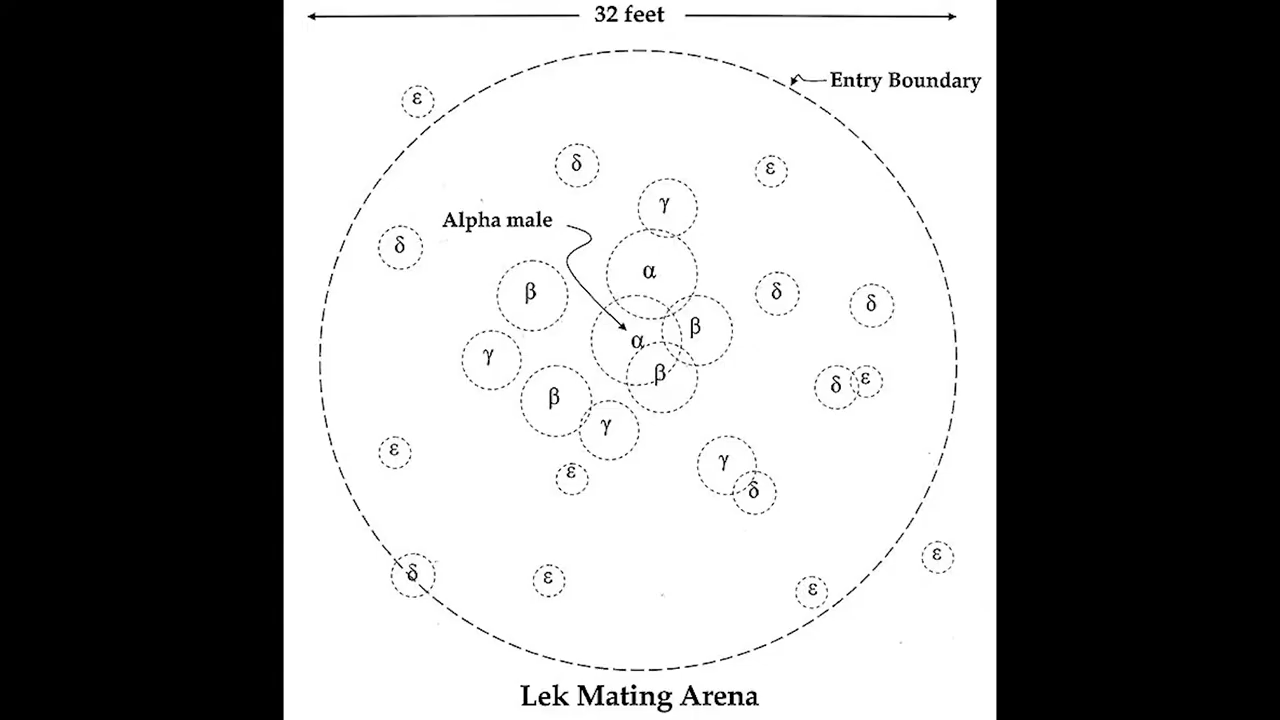 32 feet
Entry Boundary
ε
δ
ε
γ
Alpha male
δ
α
β
δ
δ
β
α
γ
β
δ
ε
β
γ
ε
γ
ε
δ
ε
δ
ε
ε
Lek Mating Arena